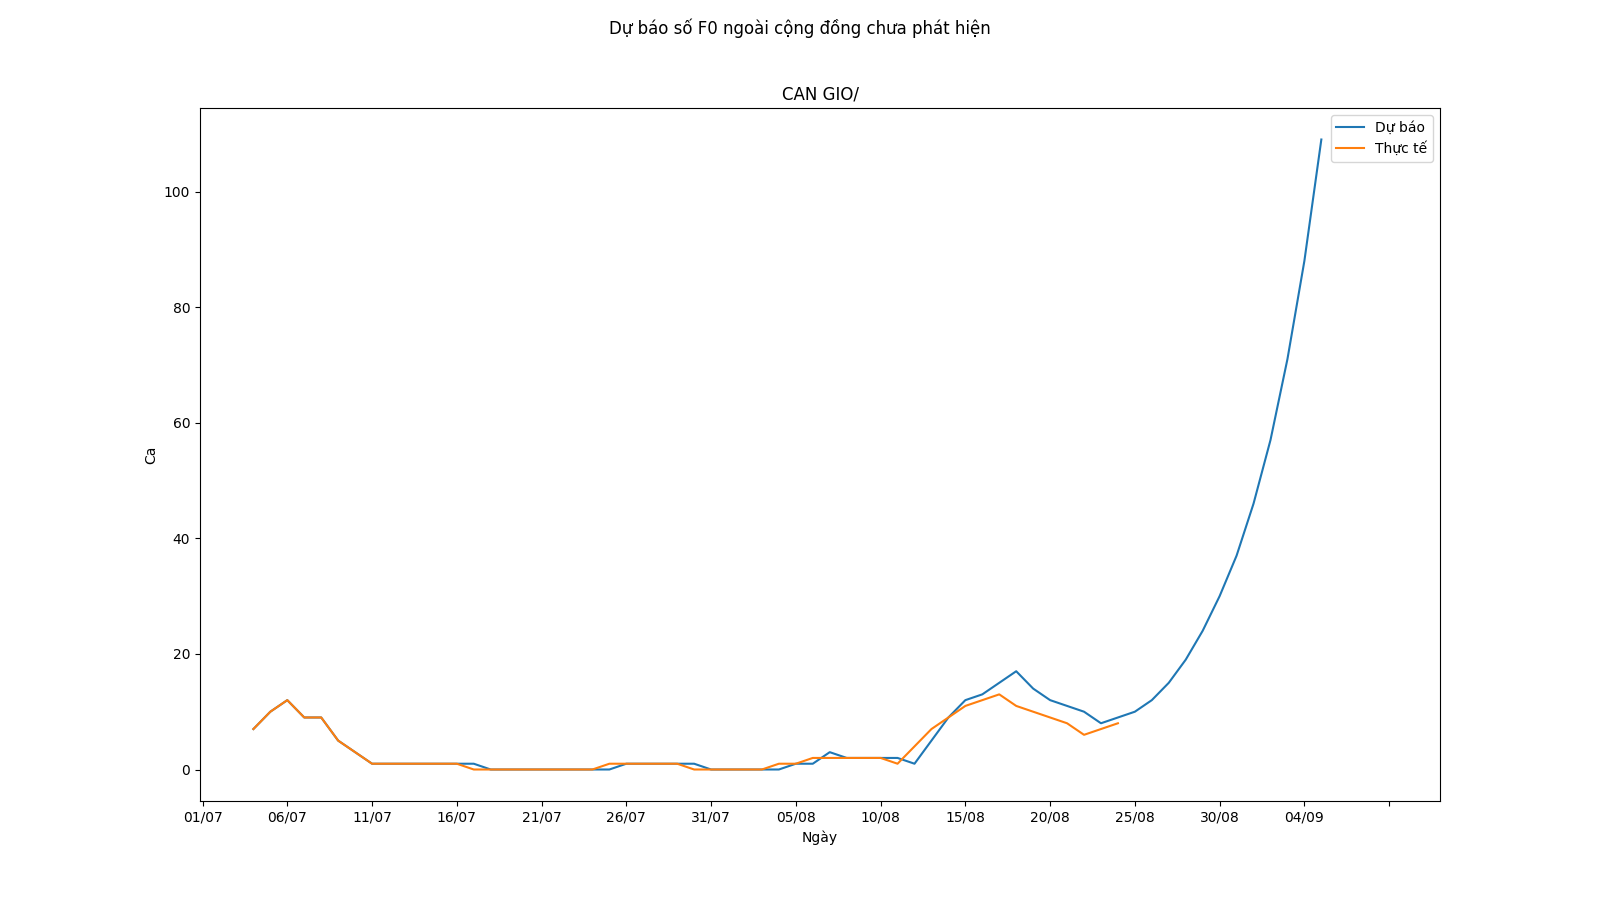 Dự báo số F0 ngoài cộng đồng chưa phát hiện
CAN GIO/
Dự báo
Thực tế
100
80
60
40
20
0
Ca
01/07 06/07 11/07 16/07 21/07 26/07 31/07 05/08 10/08 15/08 20/08 25/08 30/08 04/09
Ngày